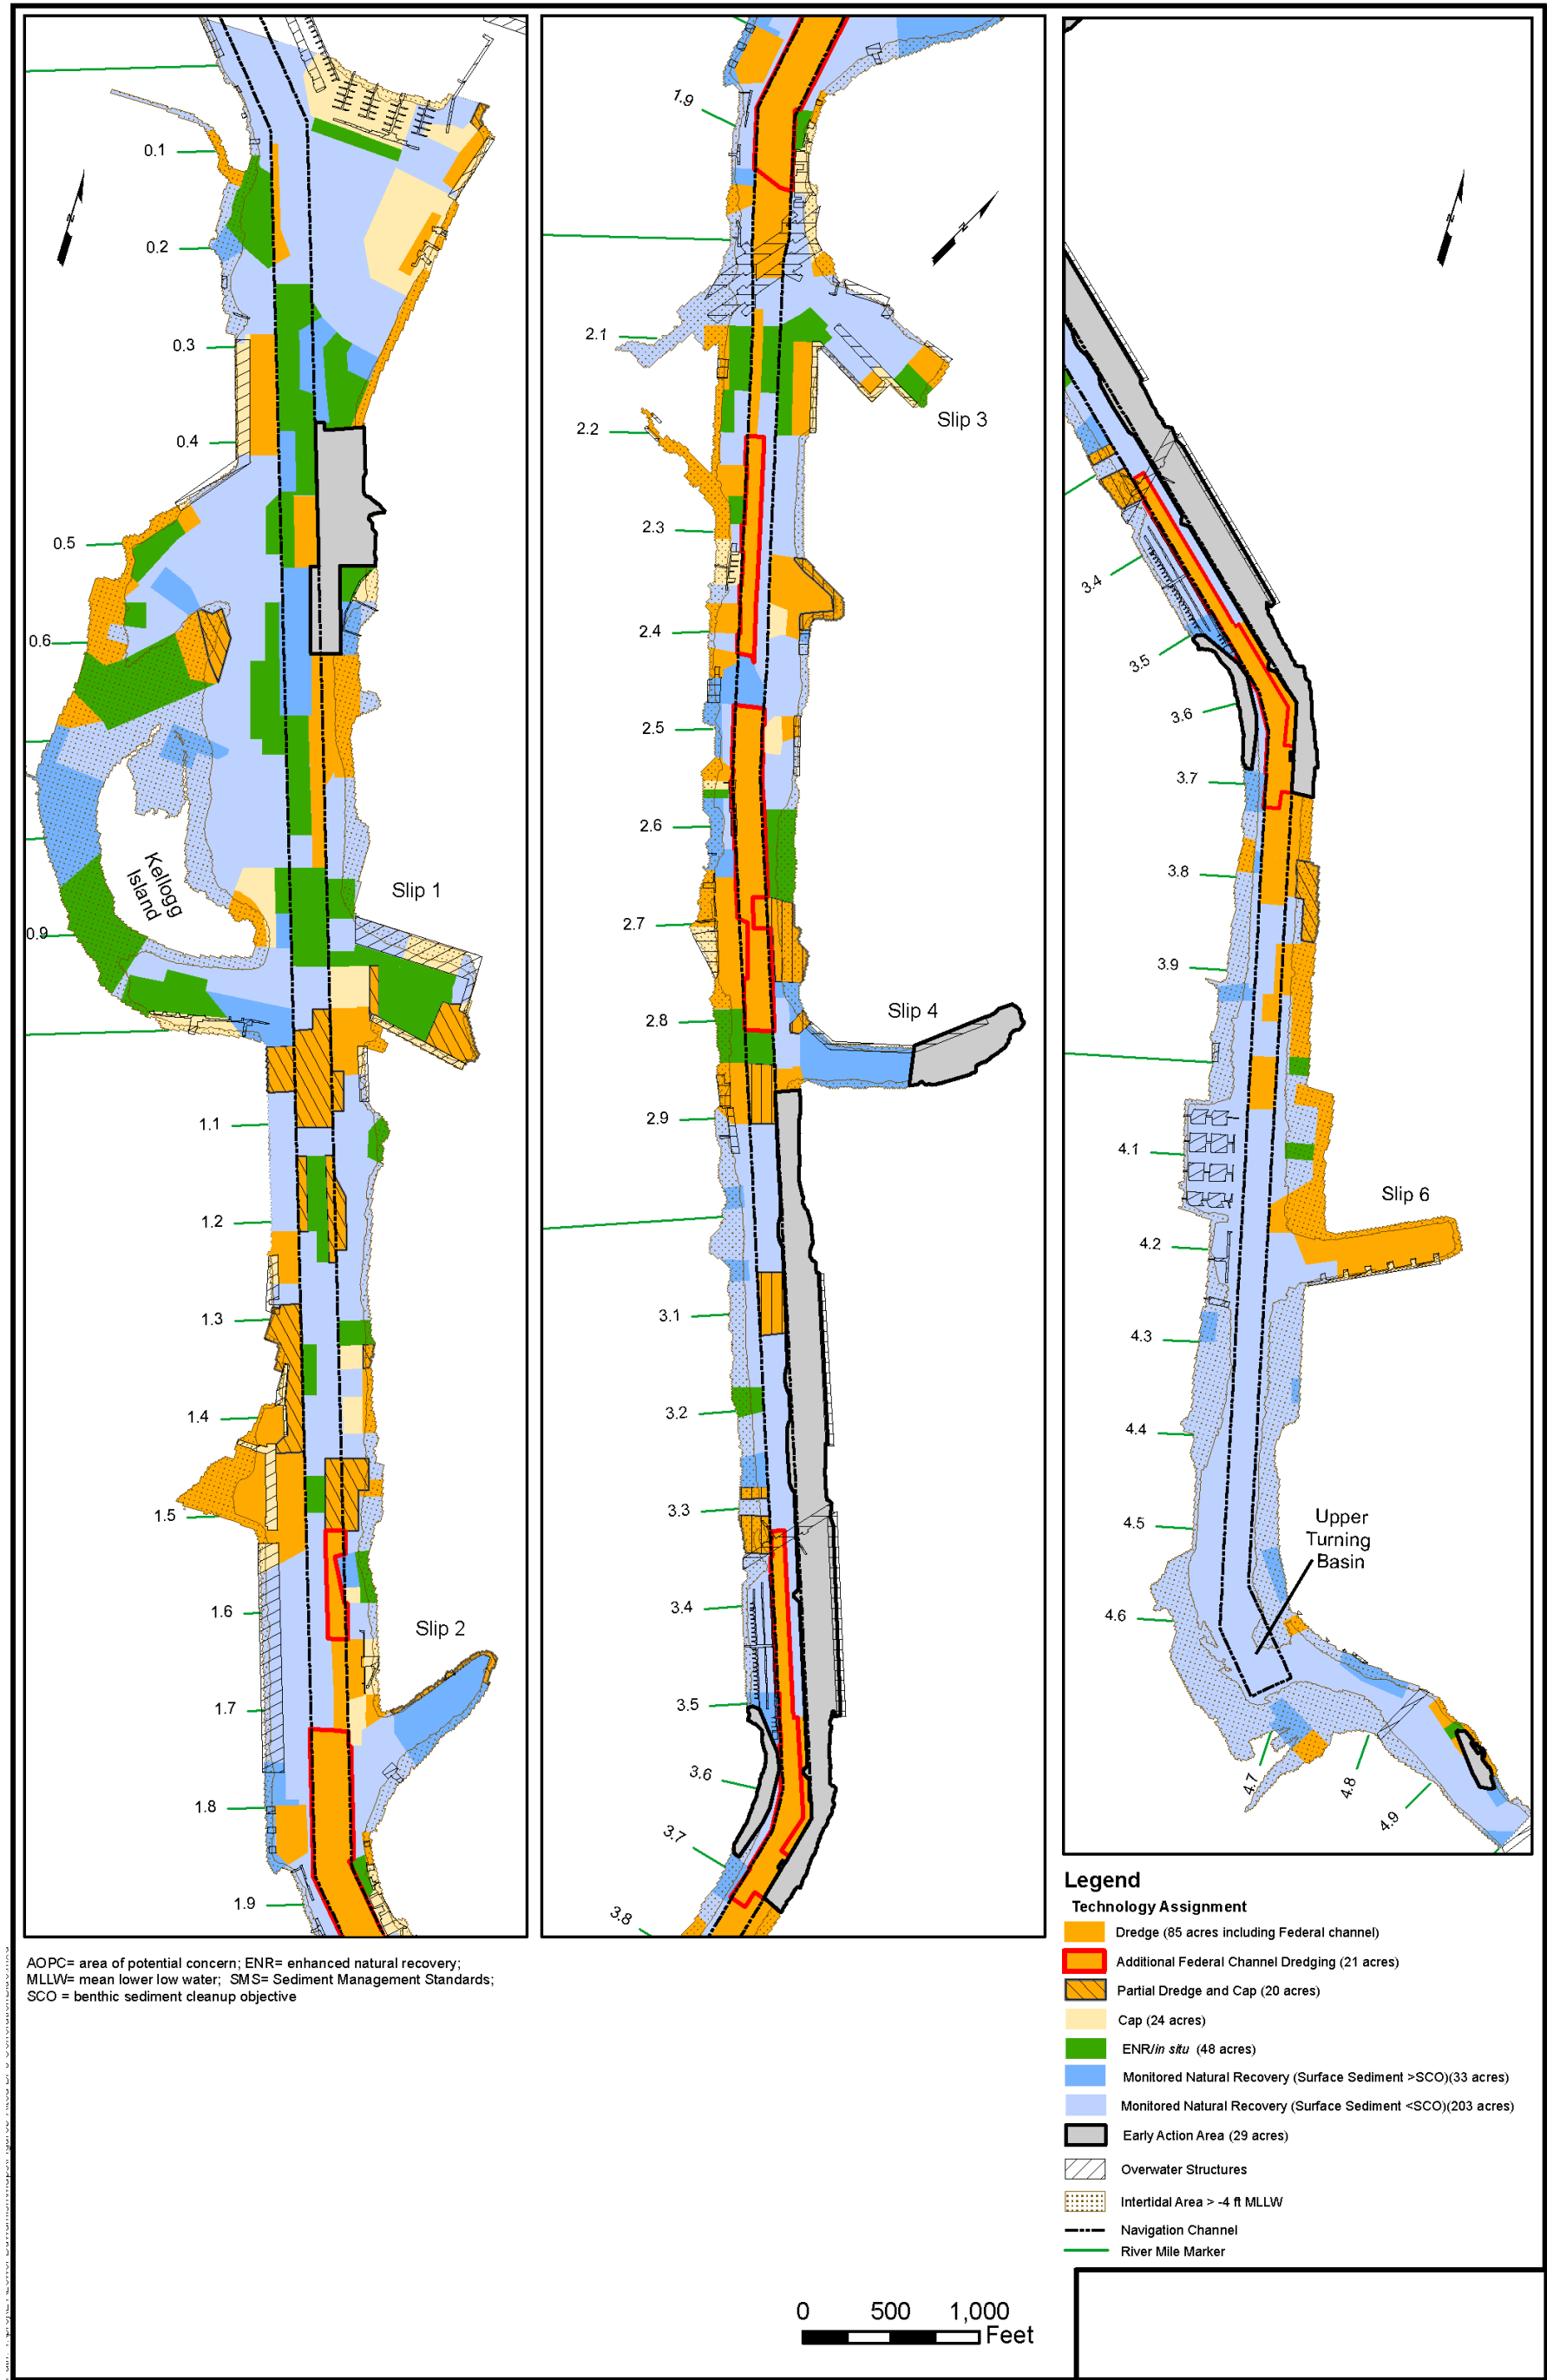 0.1
0.2
0.3
0.4
0.5
0.6
Kellogg
Island
0.9
Slip 1
1.1
1.2
1.3
1.4
1.5
1.6
Slip 2
1.7
1.8
1.9
N
1.9
N
2.1
Slip 3
2.2
2.3
2.4
2.5
2.6
2.7
Slip 4
2.8
2.9
3.1
3.2
3.3
3.4
3.5
3.6
3.7
3.8
N
3.4
3.5
3.6
3.7
3.8
3.9
4.1
Slip 6
4.2
4.3
4.4
4.5
Upper
Turning
Basin
4.6
4.7
4.8
4.9
Legend
Technology Assignment
Dredge (85 acres including Federal channel)
Additional Federal Channel Dredging (21 acres)
Partial Dredge and Cap (20 acres)
Cap (24 acres)
ENR/in situ (48 acres)
Monitored Natural Recovery (Surface Sediment >SCO)(33 acres)
Monitored Natural Recovery (Surface Sediment <SCO)(203 acres)
Early Action Area (29 acres)
Overwater Structures
Intertidal Area > -4 ft MLLW
Navigation Channel
River Mile Marker
AOPC= area of potential concern; ENR= enhanced natural recovery;
MLLW= mean lower low water; SMS= Sediment Management Standards;
SCO = benthic sediment cleanup objective
0 500 1,000
Feet